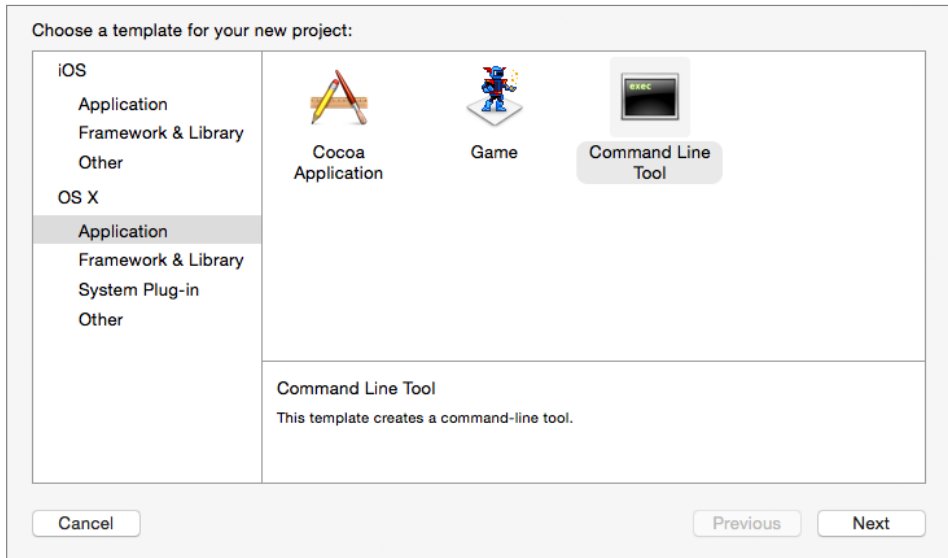 Choose a template for your new project:
iOS
Application
Framework & Library
Other
OS X
Application
Framework & Library
System Plug-in
Other
Cocoa
Application
Game
exec
Command Line
Tool
Command Line Tool
This template creates a command-line tool.
Cancel
Previous
Next